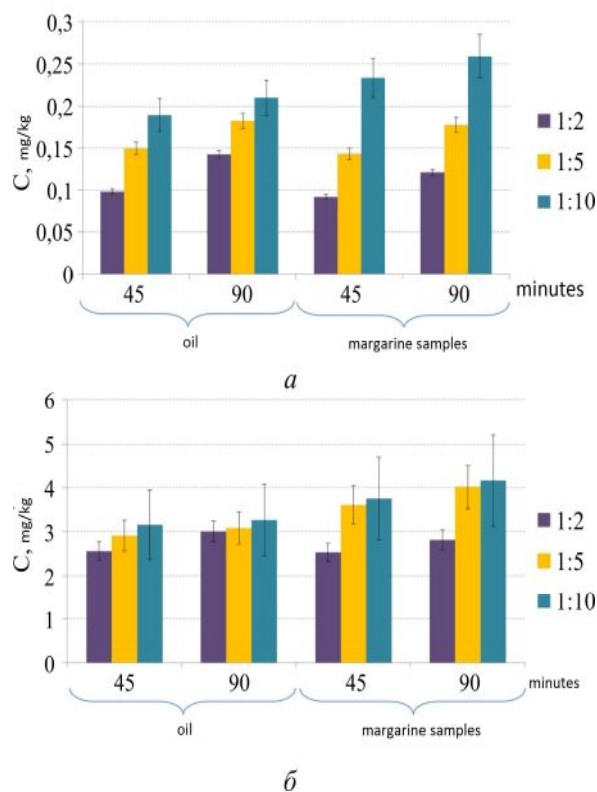 0,3
0,25
0,2
0,15
0,1
0,05
0
C, mg/kg
45 90 45 90 minutes
oil margarine samples
1:2
1:5
1:10
а
6
5
4
3
2
1
0
C, mg/kg
45 90 45 90 minutes
oil margarine samples
1:2
1:5
1:10
б